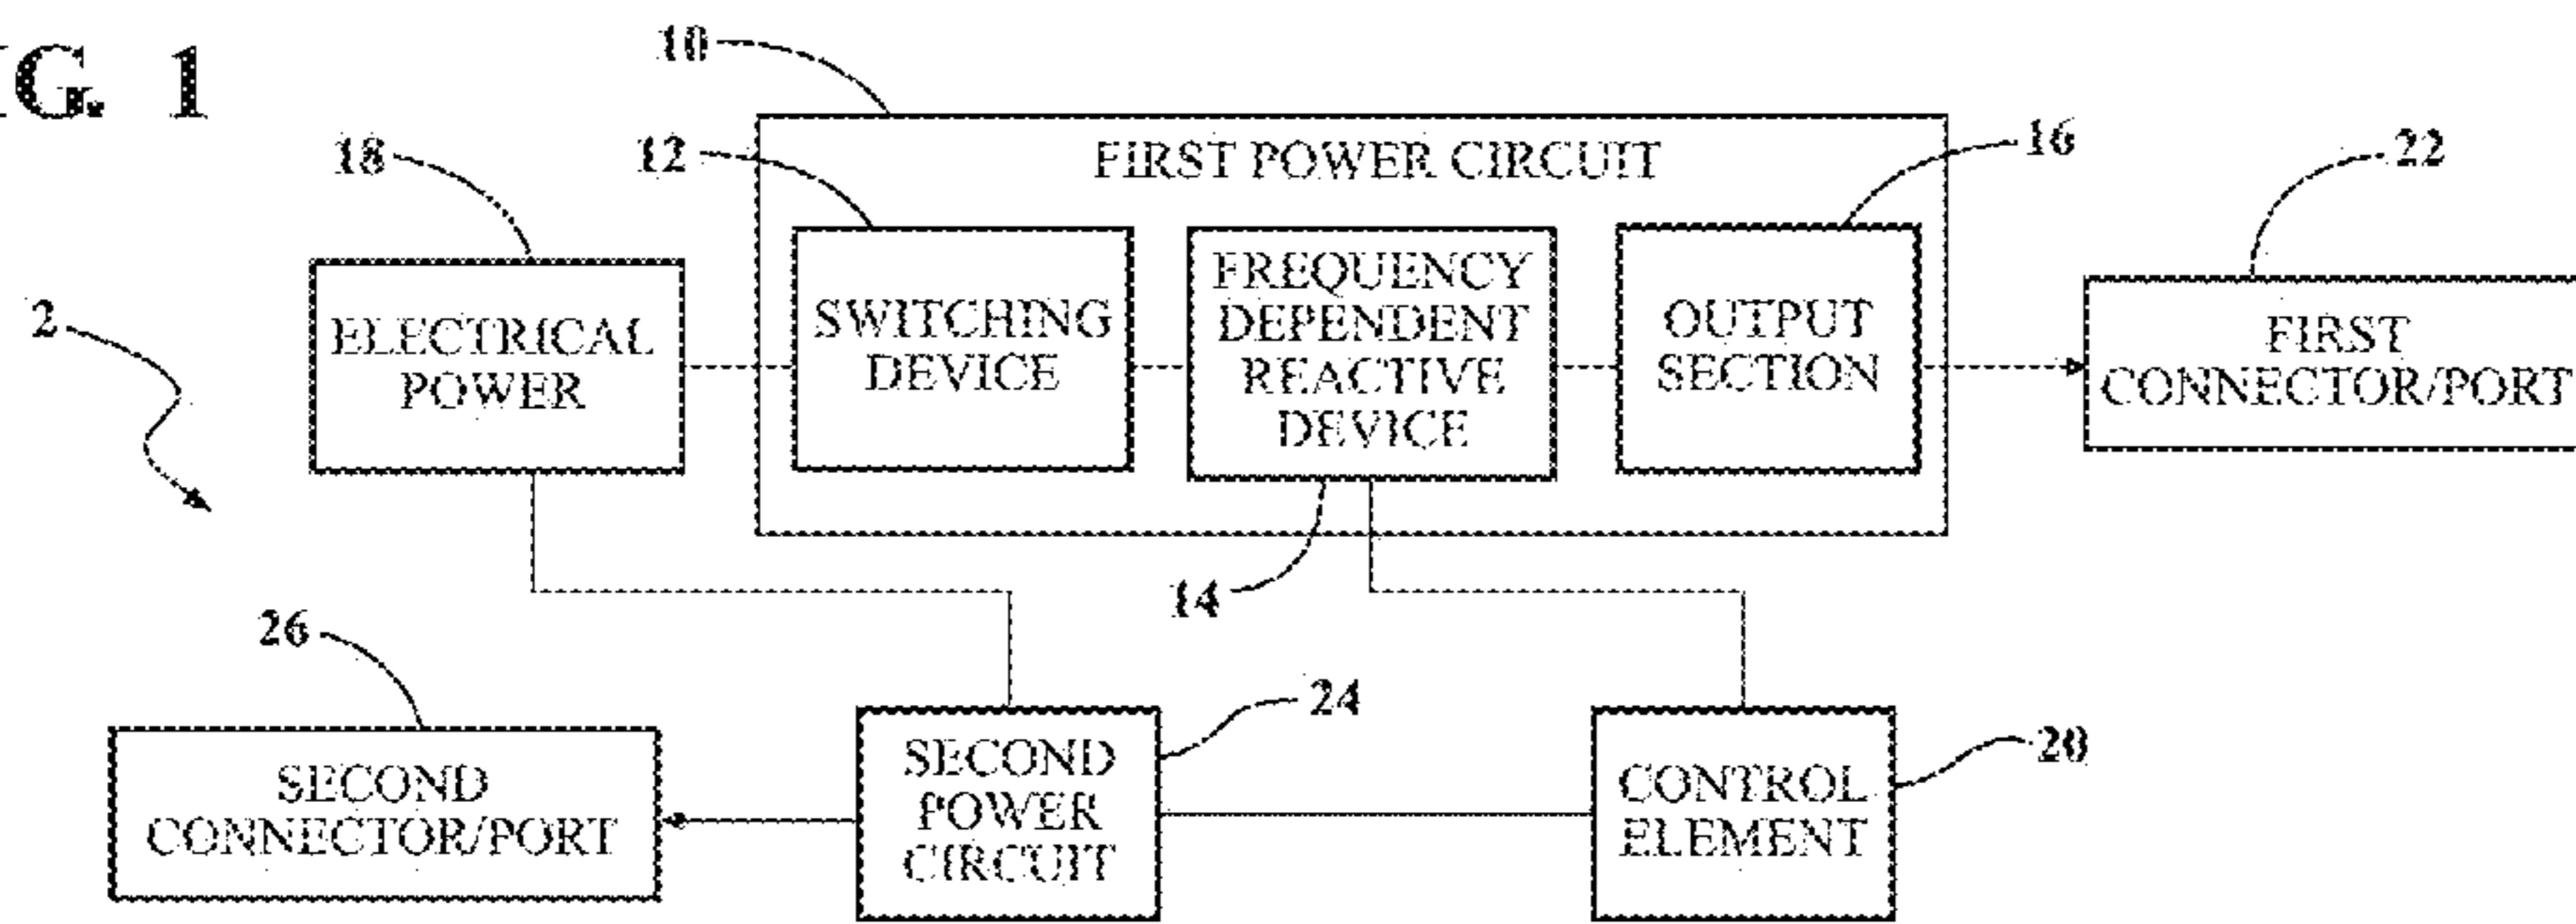 IG. 1
10
18
12
FIRST POWER CIRCUIT
16
22
2
ELECTRICAL
POWER
SWITCHING
DEVICE
FREQUENCY
DEPENDENT
REACTIVE
DEVICE
OUTPUT
SECTION
FIRST
CONNECTOR/PORT
14
26
24
20
SECOND
CONNECTOR/PORT
SECOND
POWER
CIRCUIT
CONTROL
ELEMENT